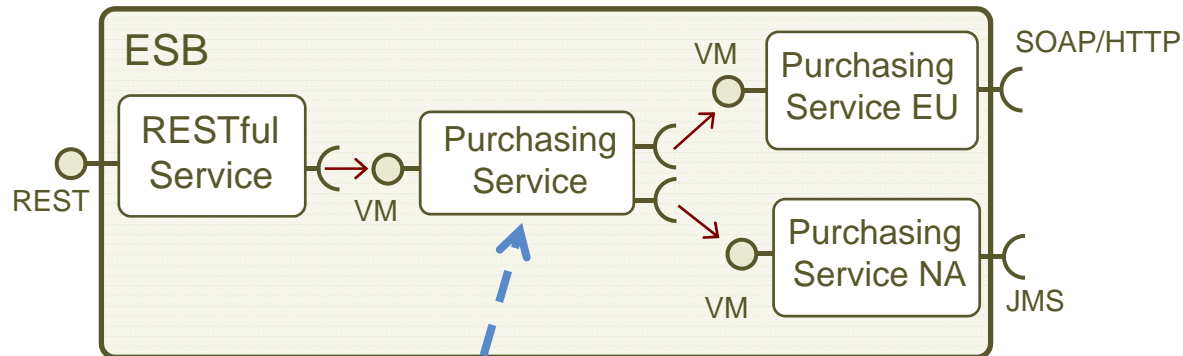 ESB
REST
RESTful
Service
VM
Purchasing
Service
VM
Purchasing
Service EU
SOAP/HTTP
VM
Purchasing
Service NA
JMS